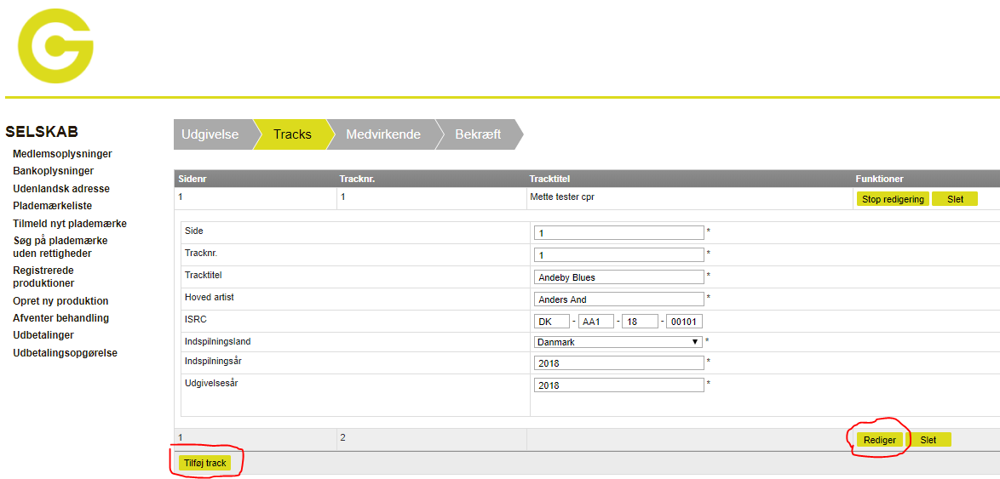 SELSKAB
Medlemsoplysninger
Bankoplysninger
Udenlandsk adresse
Plademærkeliste
Tilmeld nyt plademærke
Søg på plademærke
uden rettigheder
Registrerede
produktioner
Opret ny produktion
Afventer behandling
Udbetalinger
Udbetalingsopgørelse
Udgivelse Tracks Medvirkende Bekræft
Sidenr Tracknr. Tracktitel Funktioner
1 1 Mette tester cpr Stop redigering Slet
Side 1 *
Tracknr. 1 *
Tracktitel Andeby Blues *
Hoved artist Anders And *
ISRC DK - AA1 - 18 - 00101
Indspilningsland Danmark *
Indspilningsår 2018 *
Udgivelsesår 2018 *
1 2 Rediger Slet
Tilføj track